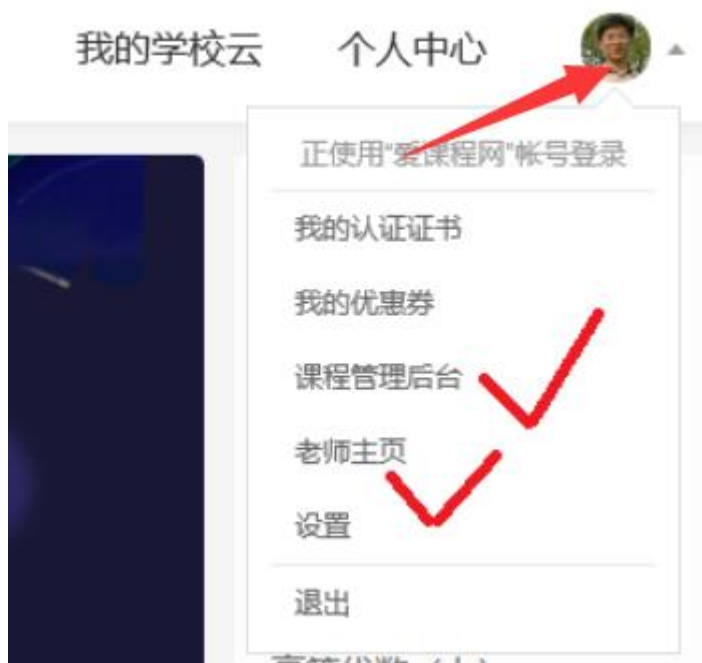 我的学校云 个人中心
正使用“爱课程网”帐号登录
我的认证证书
我的优惠券
课程管理后台
老师主页
设置
退出